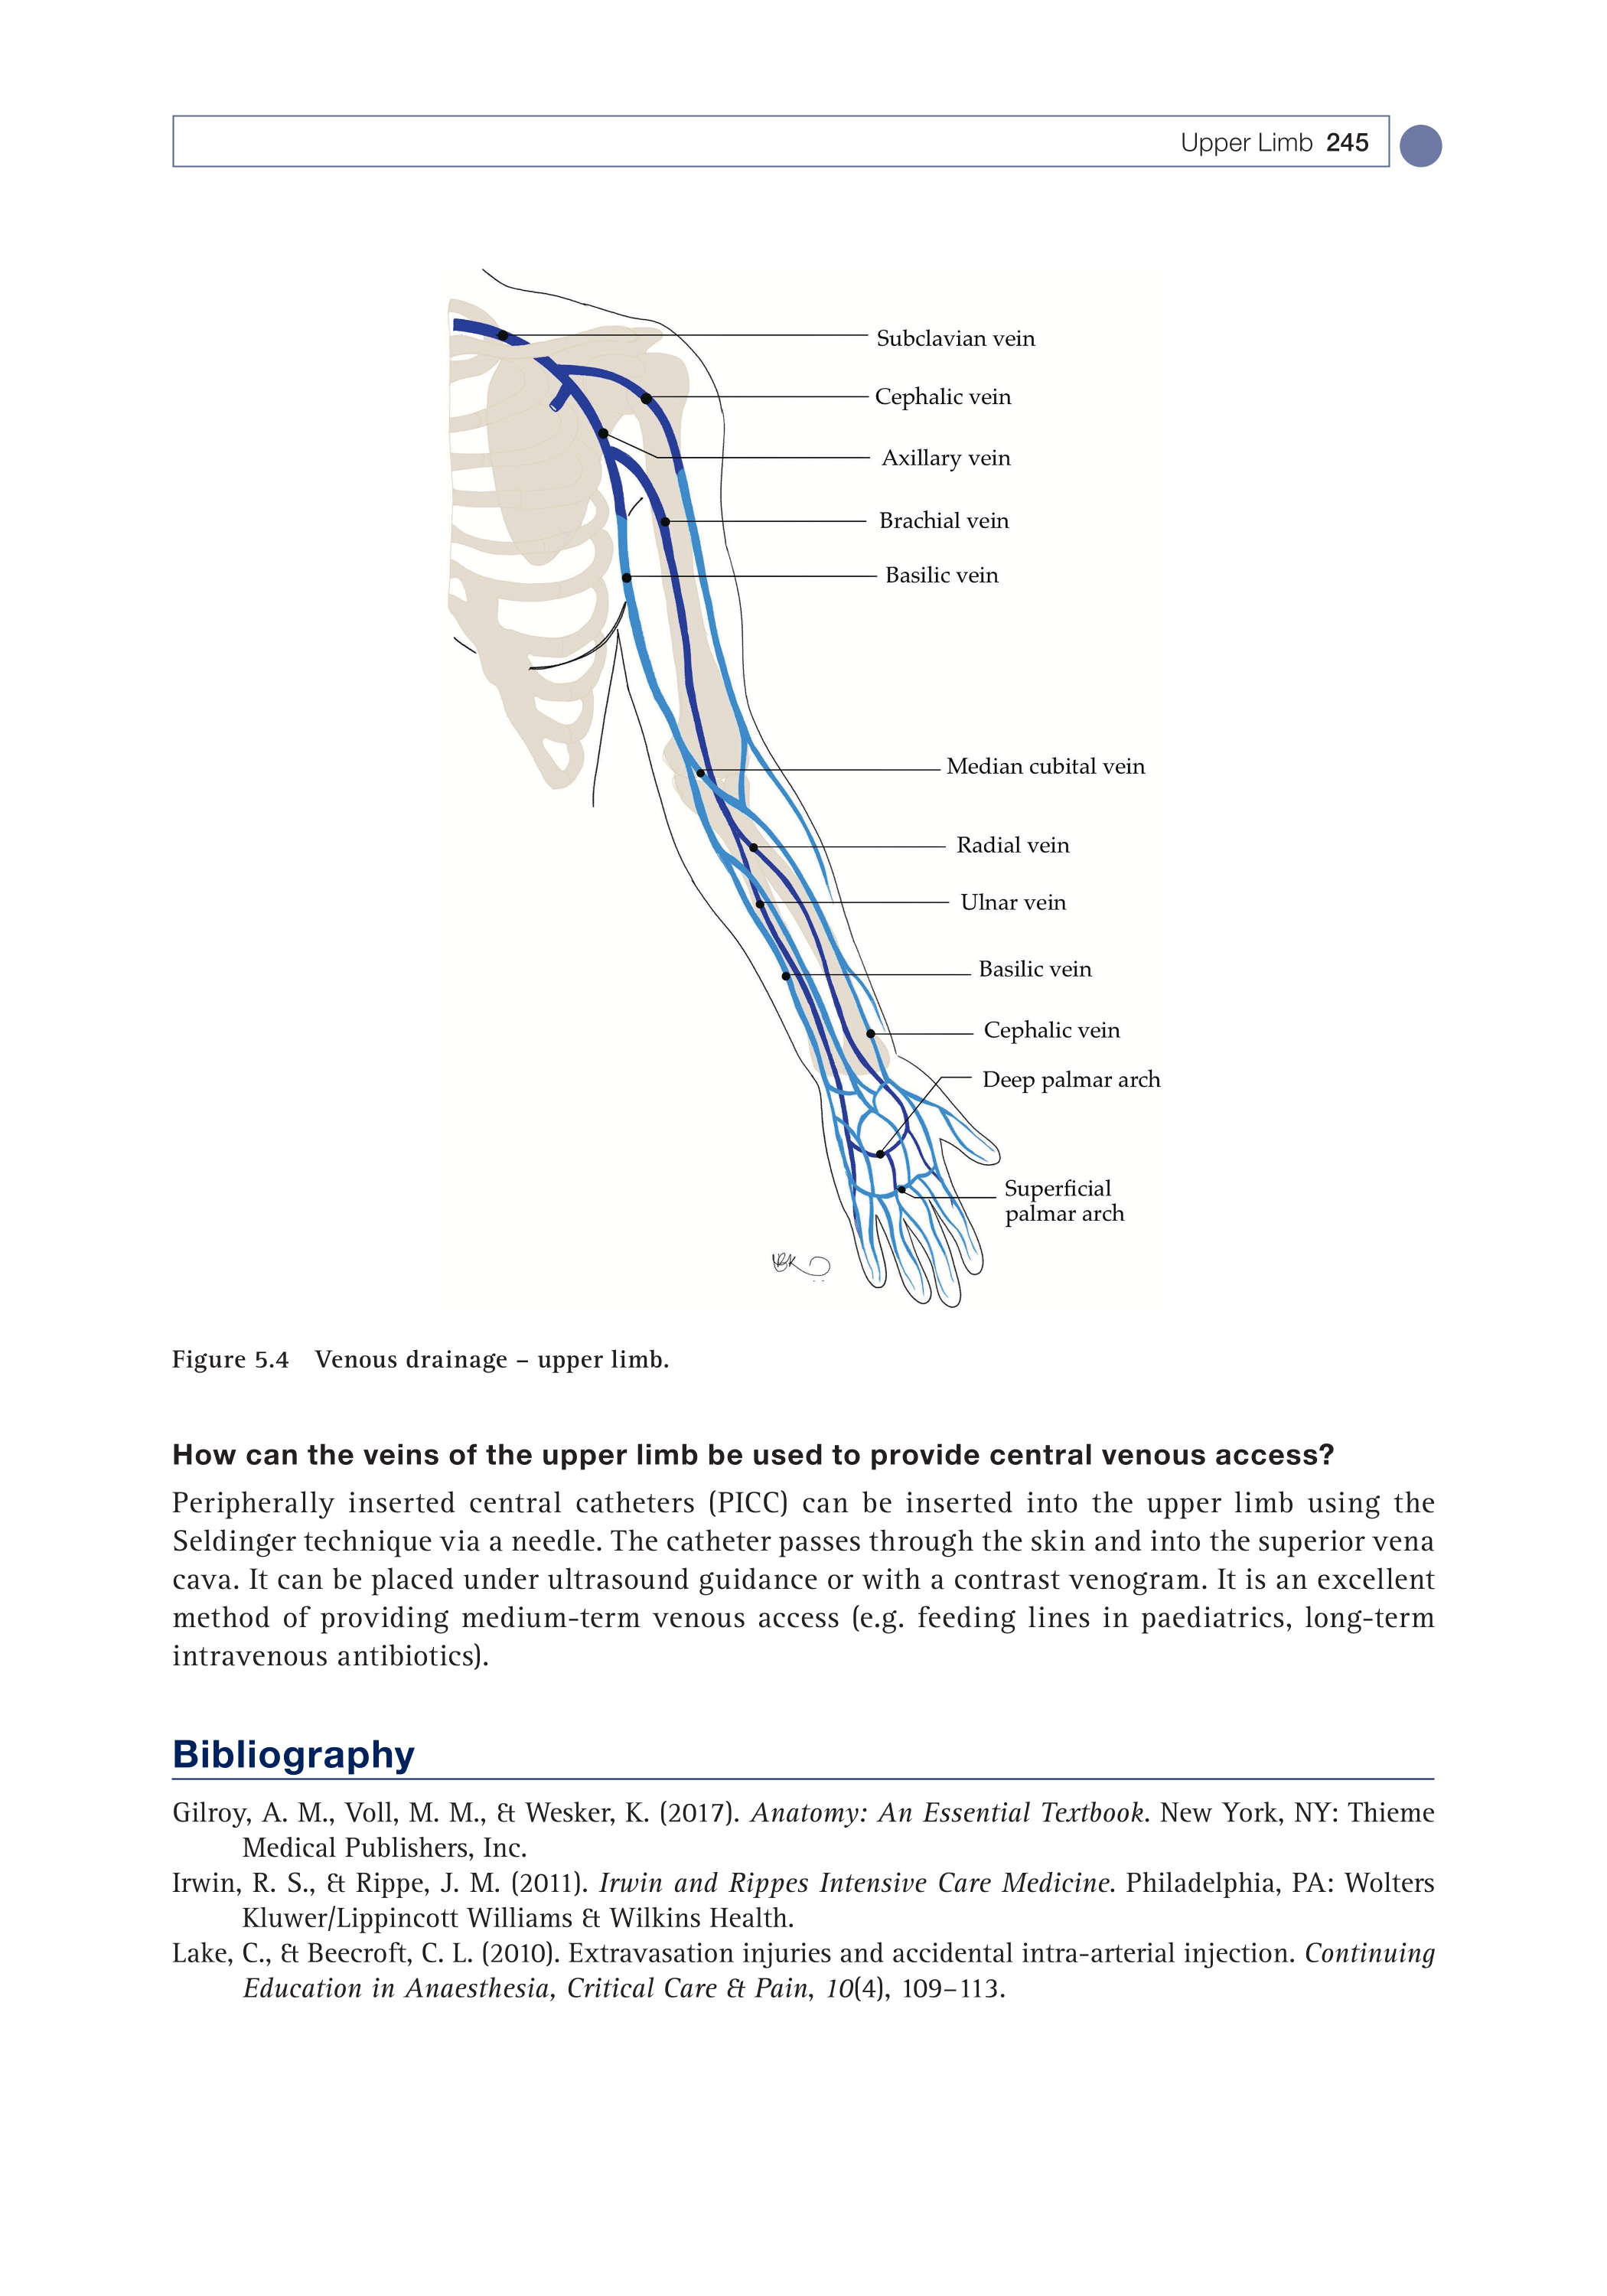 Upper Limb 245
Subclavian vein
Cephalic vein
Axillary vein
Brachial vein
Basilic vein
Median cubital vein
Radial vein
Ulnar vein
Basilic vein
Cephalic vein
Deep palmar arch
Superficial
palmar arch
Figure 5.4 Venous drainage – upper limb.
How can the veins of the upper limb be used to provide central venous access?
Peripherally inserted central catheters (PICC) can be inserted into the upper limb using the
Seldinger technique via a needle. The catheter passes through the skin and into the superior vena
cava. It can be placed under ultrasound guidance or with a contrast venogram. It is an excellent
method of providing medium-term venous access (e.g. feeding lines in paediatrics, long-term
intravenous antibiotics).
Bibliography
Gilroy, A. M., Voll, M. M., & Wesker, K. (2017). Anatomy: An Essential Textbook. New York, NY: Thieme
Medical Publishers, Inc.
Irwin, R. S., & Rippe, J. M. (2011). Irwin and Rippes Intensive Care Medicine. Philadelphia, PA: Wolters
Kluwer/Lippincott Williams & Wilkins Health.
Lake, C., & Beecroft, C. L. (2010). Extravasation injuries and accidental intra-arterial injection. Continuing
Education in Anaesthesia, Critical Care & Pain, 10(4), 109–113.